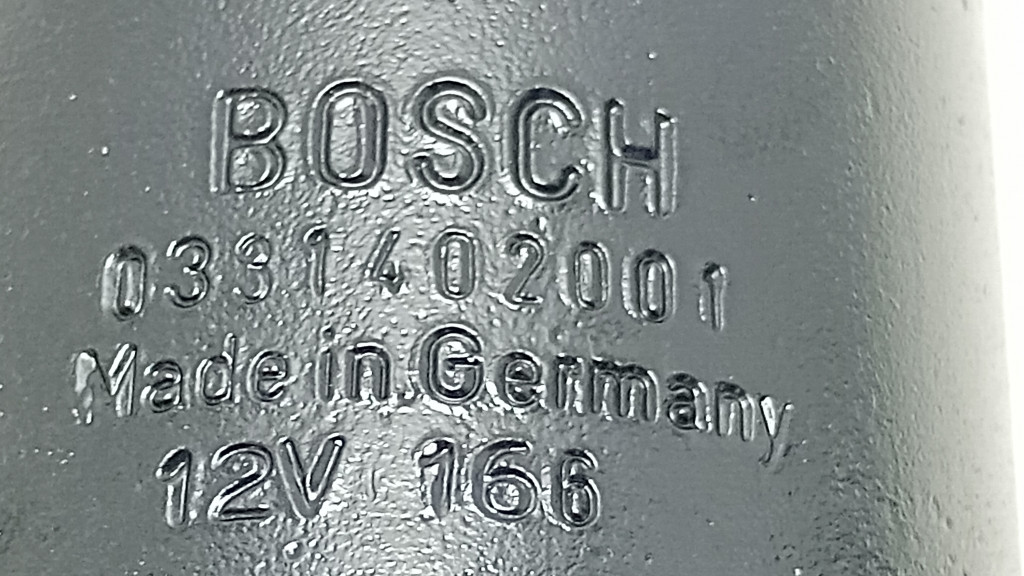 BOSCH
0331402001
Made in Germany
12V 166